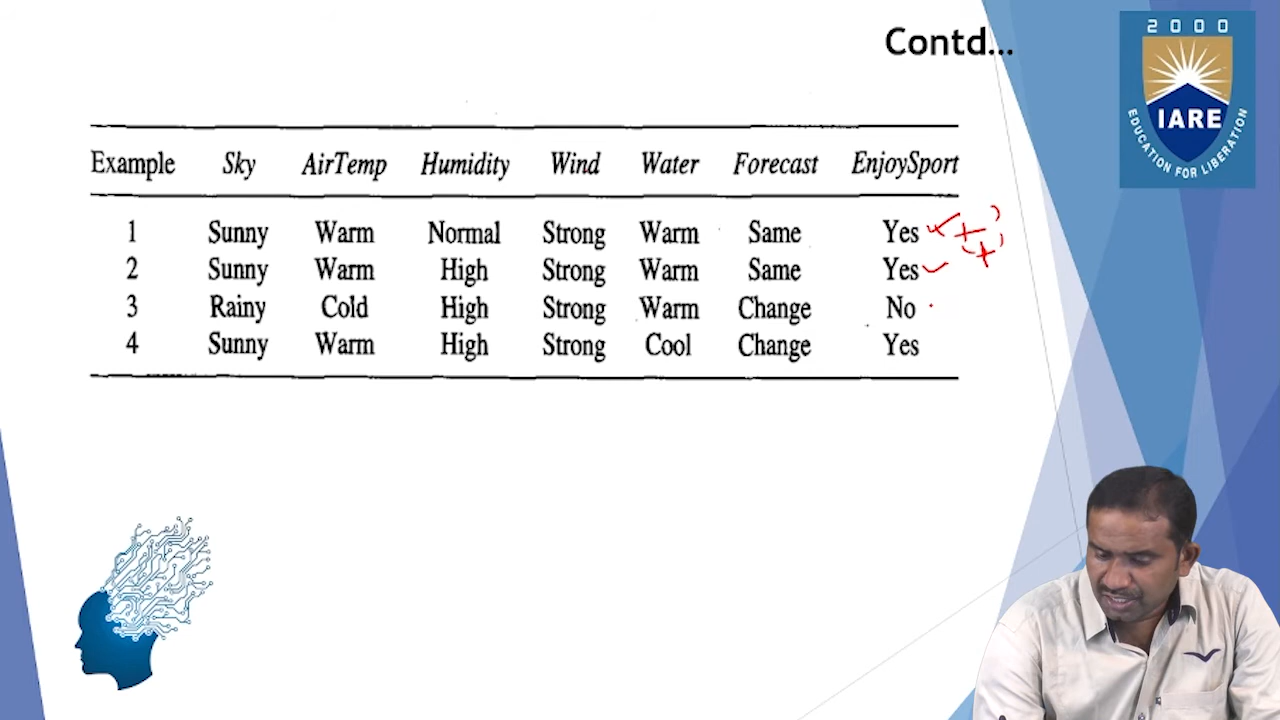 Contd...
2000
IARE
EDUCATION FOR LIBERATION
Example Sky AirTemp Humidity Wind Water Forecast EnjoySport
1 Sunny Warm Normal Strong Warm Same Yes
2 Sunny Warm High Strong Warm Same Yes
3 Rainy Cold High Strong Warm Change No
4 Sunny Warm High Strong Cool Change Yes